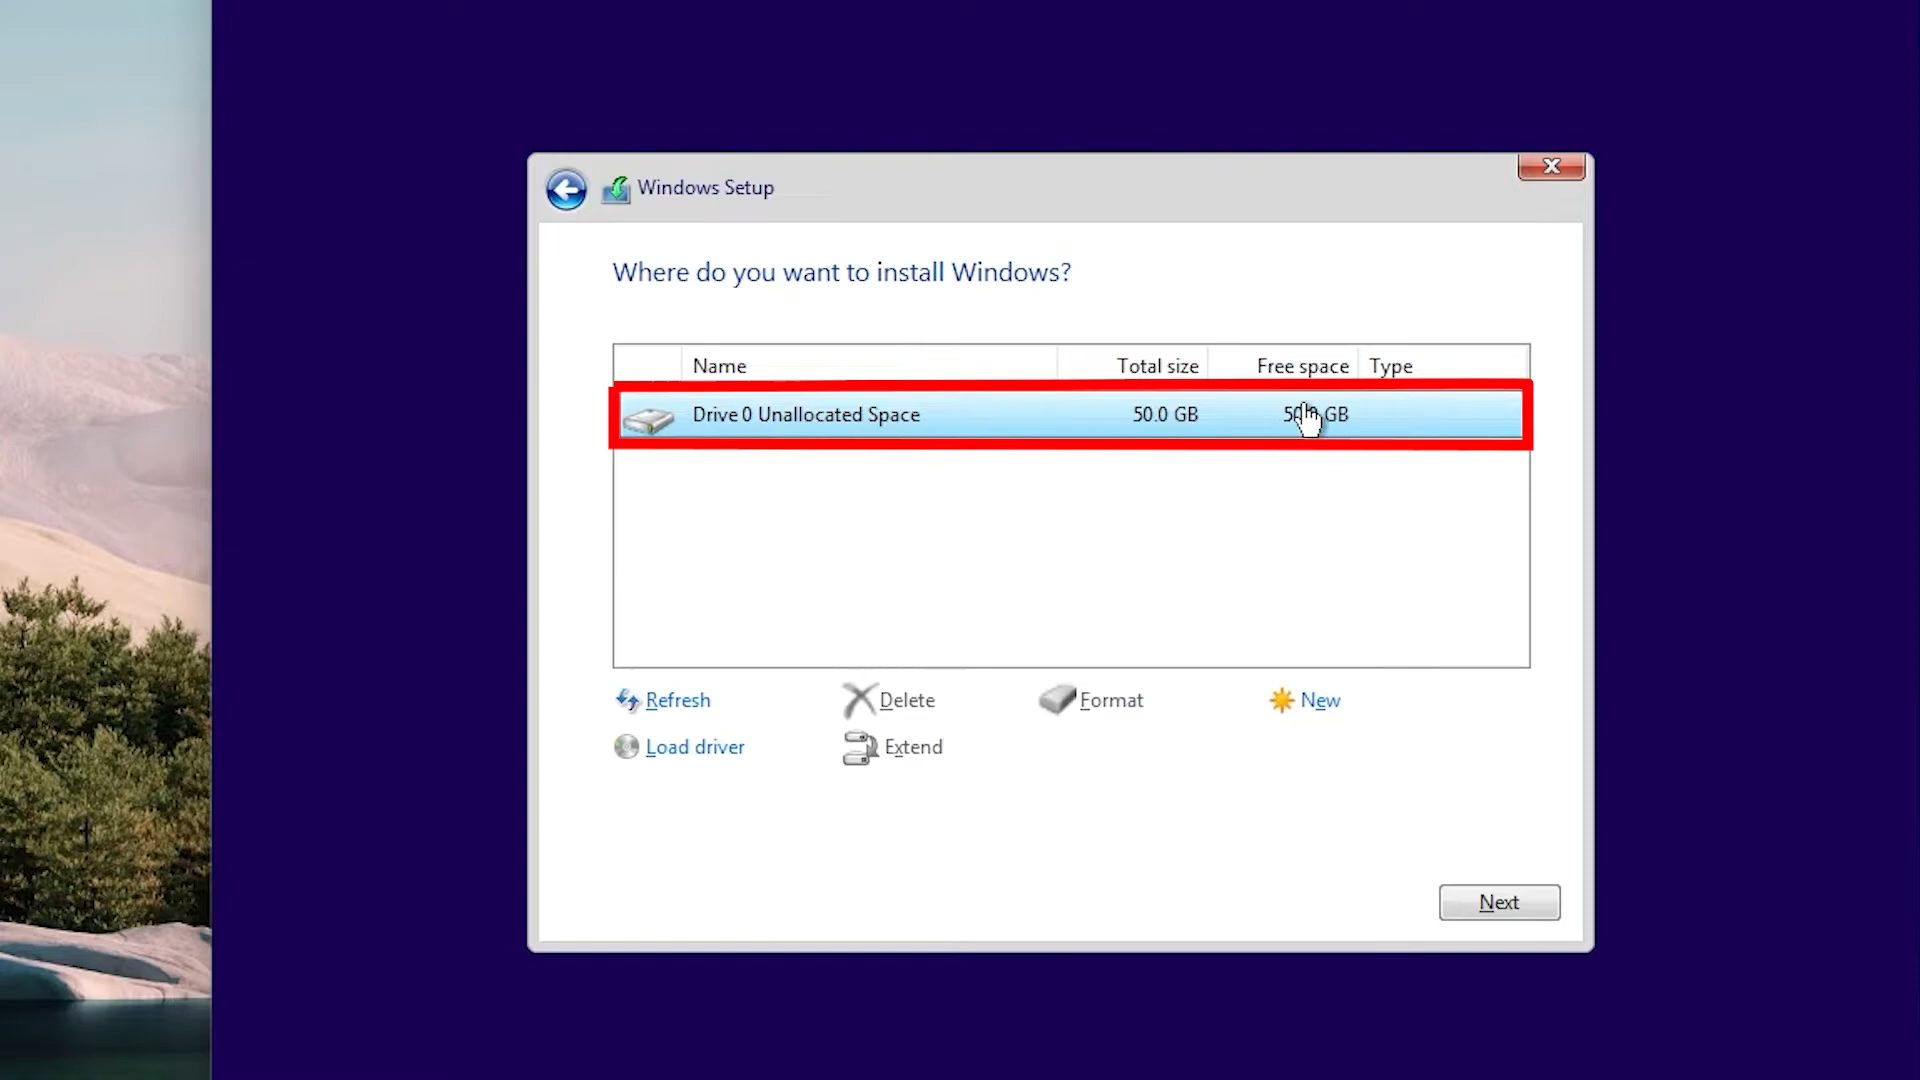 Windows Setup
Where do you want to install Windows?
Name Total size Free space Type
Drive 0 Unallocated Space 50.0 GB GB
Refresh Delete Format New
Load driver Extend
Next